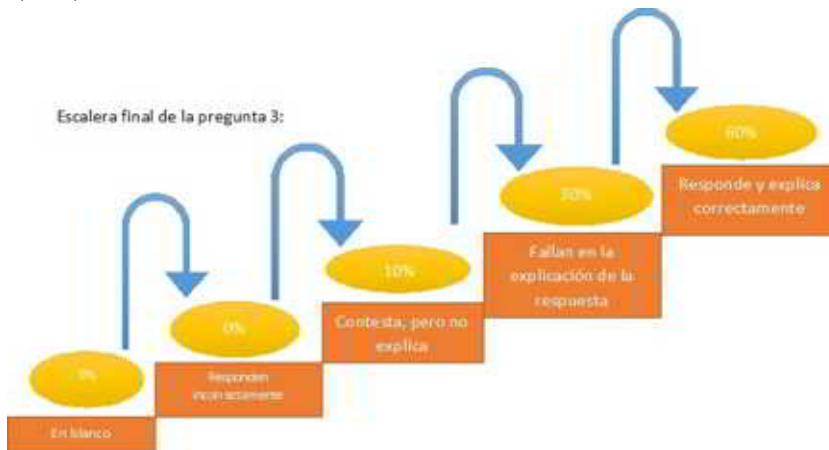 Escalera final de la pregunta 3:
60%
Responde y explica
correctamente
30%
Fallan en la
explicación de la
respuesta
10%
Contesta, pero no
explica
0%
Responden
incorrectamente
En blanco